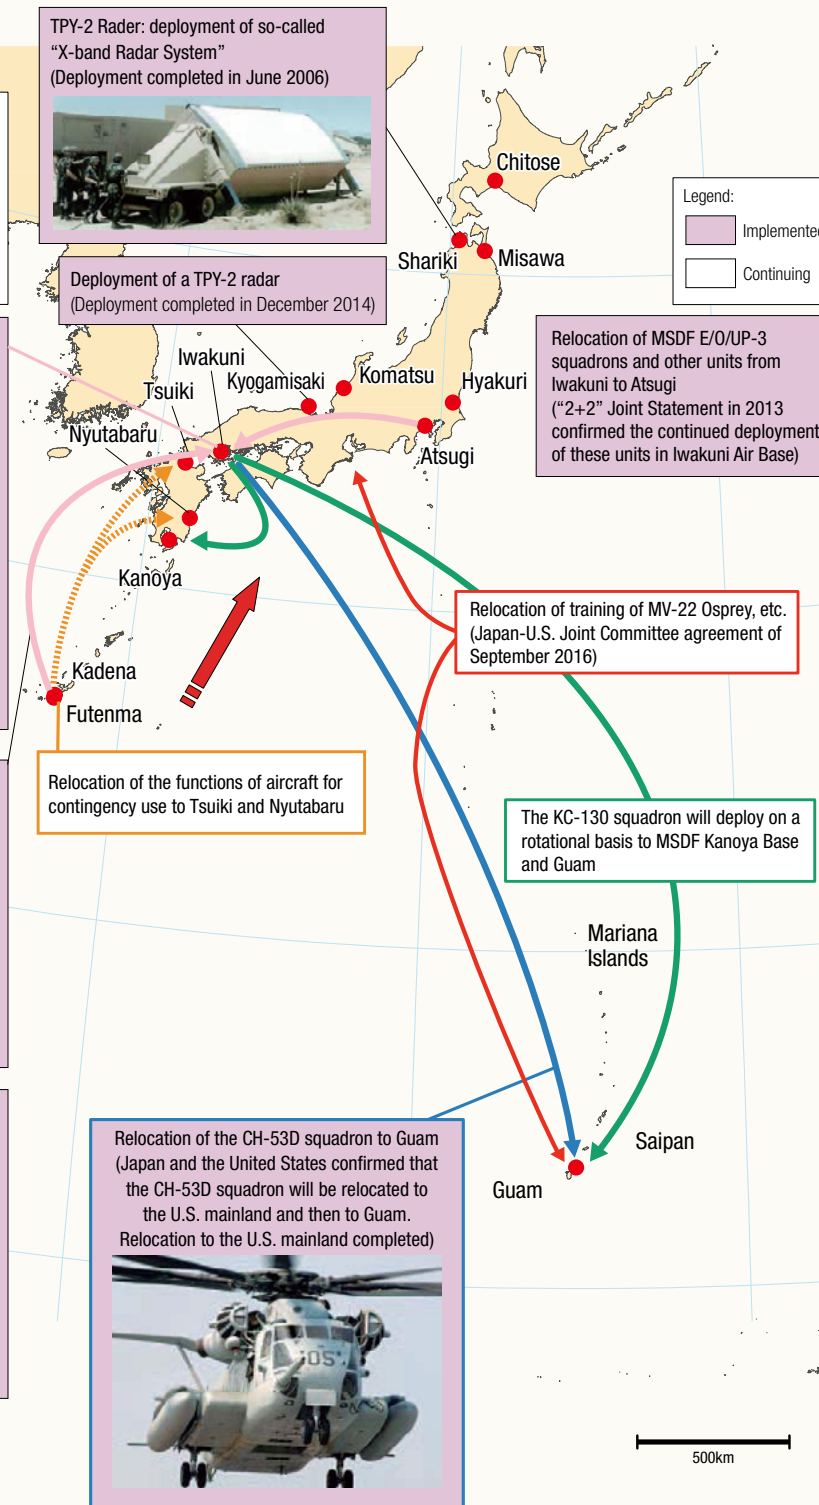 TPY-2 Rader: deployment of so-called
“X-band Radar System”
(Deployment completed in June 2006)
Chitose
Legend:
Implemented
Continuing
Shariki
Misawa
Deployment of a TPY-2 radar
(Deployment completed in December 2014)
Relocation of MSDF E/O/UP-3
squadrons and other units from
Iwakuni to Atsugi
(“2+2” Joint Statement in 2013
confirmed the continued deployment
of these units in Iwakuni Air Base)
Iwakuni
Tsuiki
Kyogamisaki
Komatsu
Hyakuri
Nyutabaru
Atsugi
Kanoya
Relocation of training of MV-22 Osprey, etc.
(Japan-U.S. Joint Committee agreement of
September 2016)
Kadena
Futenma
Relocation of the functions of aircraft for
contingency use to Tsuiki and Nyutabaru
The KC-130 squadron will deploy on a
rotational basis to MSDF Kanoya Base
and Guam
Mariana
Islands
Saipan
Guam
Relocation of the CH-53D squadron to Guam
(Japan and the United States confirmed that
the CH-53D squadron will be relocated to
the U.S. mainland and then to Guam.
Relocation to the U.S. mainland completed)
05
500km